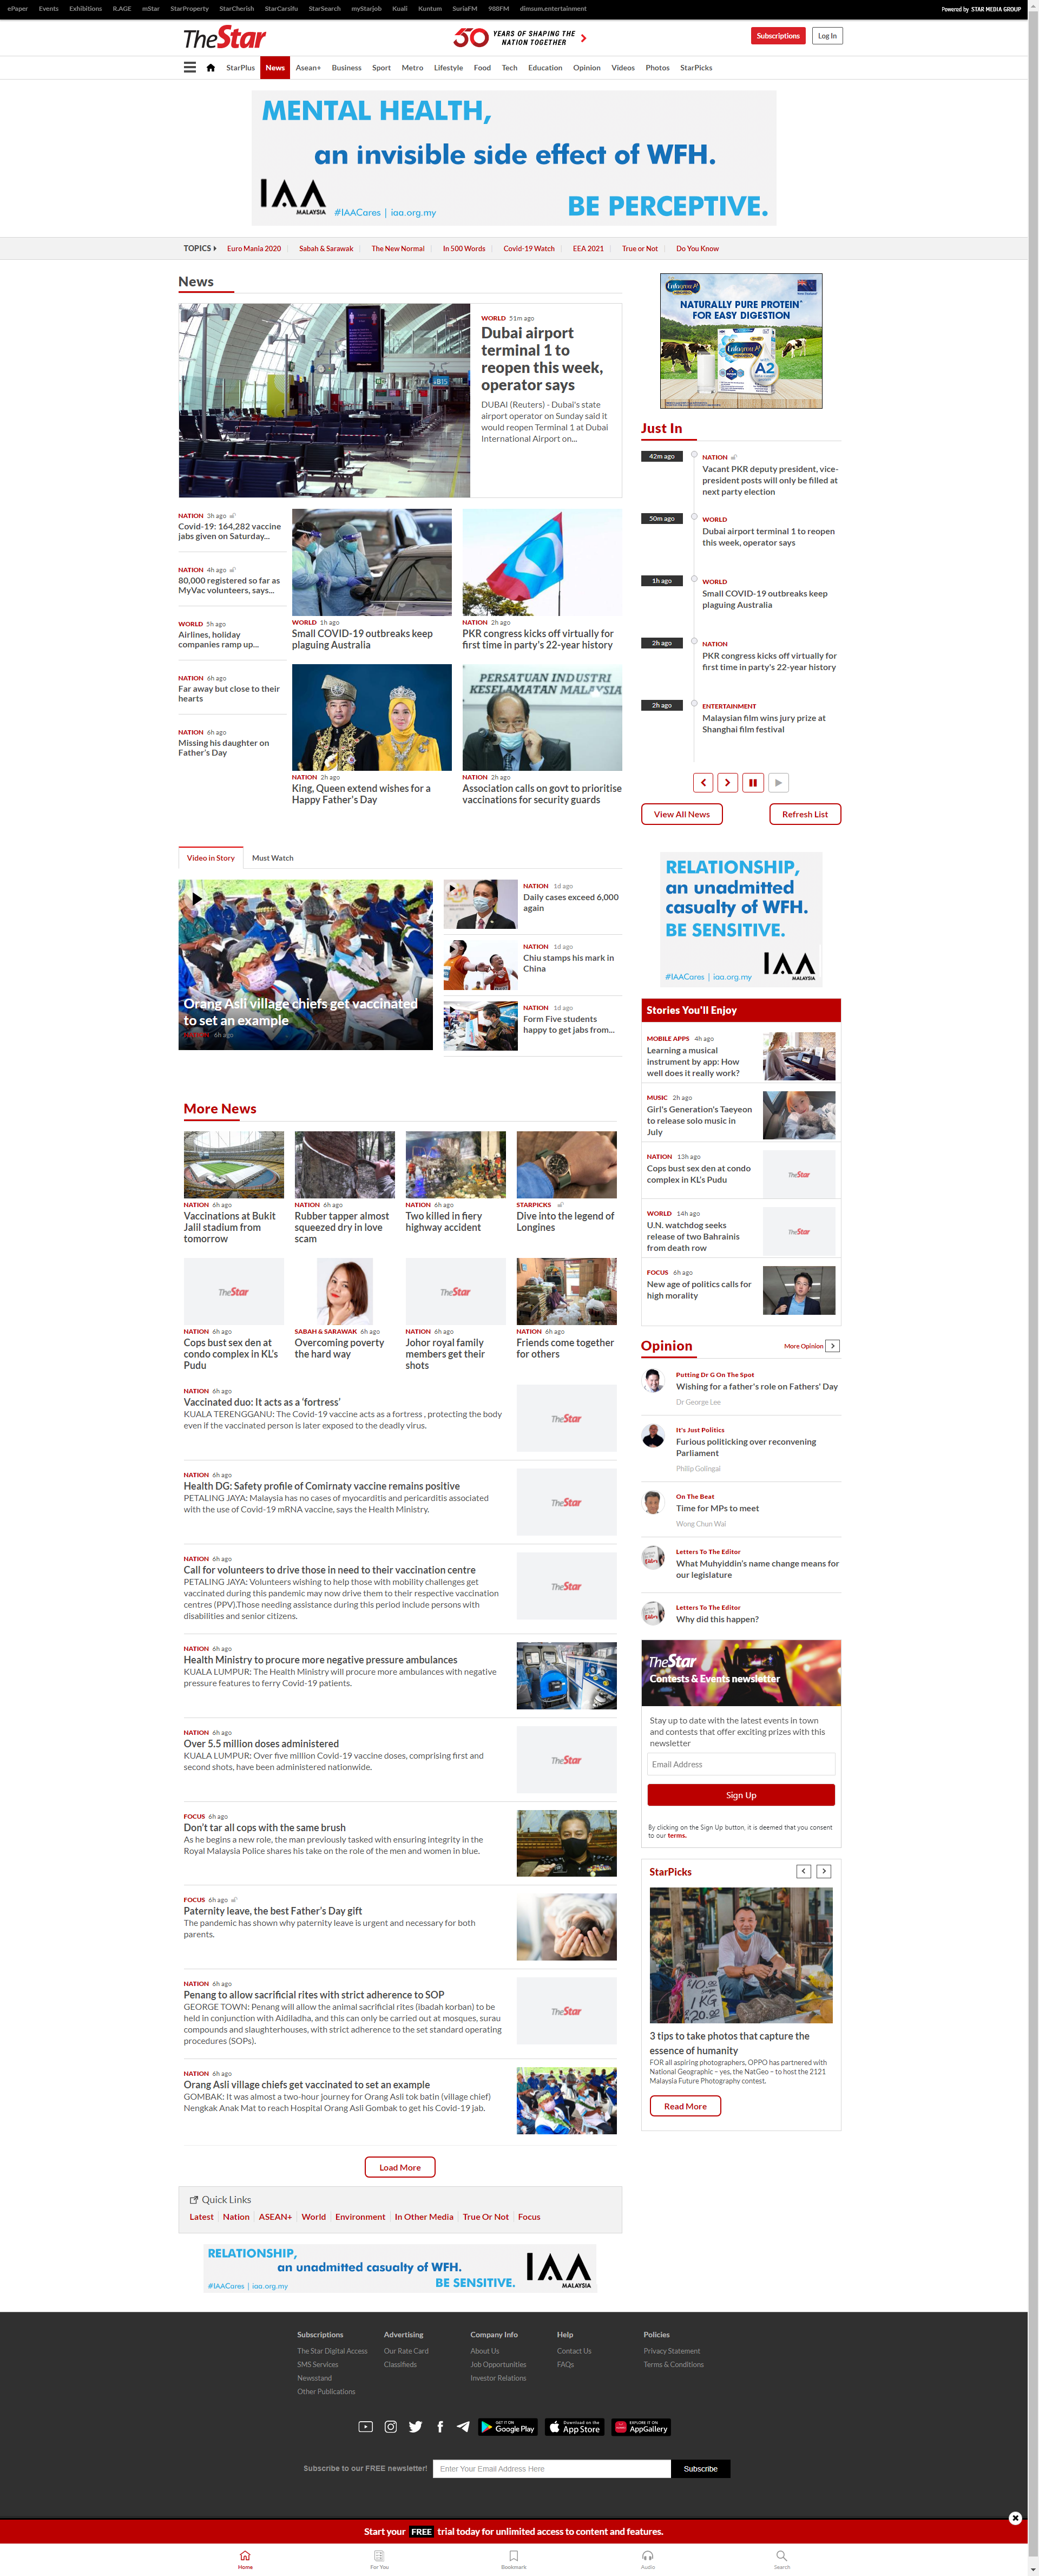 ePaper Events Exhibitions R.AGE mStar StarProperty StarCherish StarCarsifu StarSearch myStarjob Kuali Kuntum SuriaFM 988FM dimsum.entertainment
Powered by STAR MEDIA GROUP
The Star
50 YEARS OF SHAPING THE
NATION TOGETHER
Subscriptions Log In
StarPlus News Asean+ Business Sport Metro Lifestyle Food Tech Education Opinion Videos Photos StarPicks
MENTAL HEALTH,
an invisible side effect of WFH.
IAA
MALAYSIA
#IAACares | iaa.org.my
BE PERCEPTIVE.
TOPICS Euro Mania 2020 Sabah & Sarawak The New Normal In 500 Words Covid-19 Watch EEA 2021 True or Not Do You Know
News
WORLD 51m ago
Dubai airport
terminal 1 to
reopen this week,
operator says
DUBAI (Reuters) - Dubai's state
airport operator on Sunday said it
would reopen Terminal 1 at Dubai
International Airport on...
NATION 3h ago
Covid-19: 164,282 vaccine
jabs given on Saturday...
NATION 4h ago
80,000 registered so far as
MyVac volunteers, says...
WORLD 5h ago
Airlines, holiday
companies ramp up...
NATION 6h ago
Far away but close to their
hearts
NATION 6h ago
Missing his daughter on
Father's Day
WORLD 1h ago
Small COVID-19 outbreaks keep
plaguing Australia
NATION 2h ago
PKR congress kicks off virtually for
first time in party's 22-year history
PERSATUAN INDUSTRI
KESELAMATAN MALAYSIA
NATION 2h ago
King, Queen extend wishes for a
Happy Father's Day
NATION 2h ago
Association calls on govt to prioritise
vaccinations for security guards
NATURALLY PURE PROTEIN
FOR EASY DIGESTION
A2
Just In
42m ago
NATION
Vacant PKR deputy president, vice-
president posts will only be filled at
next party election
50m ago
WORLD
Dubai airport terminal 1 to reopen
this week, operator says
1h ago
WORLD
Small COVID-19 outbreaks keep
plaguing Australia
2h ago
NATION
PKR congress kicks off virtually for
first time in party's 22-year history
2h ago
ENTERTAINMENT
Malaysian film wins jury prize at
Shanghai film festival
View All News
Refresh List
Video in Story Must Watch
Orang Asli village chiefs get vaccinated
to set an example
NATION 6h ago
NATION 1d ago
Daily cases exceed 6,000
again
NATION 1d ago
Chiu stamps his mark in
China
NATION 1d ago
Form Five students
happy to get jabs from...
RELATIONSHIP,
an unadmitted
casualty of WFH.
BE SENSITIVE.
#IAACares | iaa.org.my
IAA
MALAYSIA
Stories You'll Enjoy
MOBILE APPS 4h ago
Learning a musical
instrument by app: How
well does it really work?
MUSIC 2h ago
Girl's Generation's Taeyeon
to release solo music in
July
NATION 13h ago
Cops bust sex den at condo
complex in KL's Pudu
The Star
WORLD 14h ago
U.N. watchdog seeks
release of two Bahrainis
from death row
The Star
FOCUS 6h ago
New age of politics calls for
high morality
More News
NATION 6h ago
Vaccinations at Bukit
Jalil stadium from
tomorrow
NATION 6h ago
Rubber tapper almost
squeezed dry in love
scam
NATION 6h ago
Two killed in fiery
highway accident
STARPICKS
Dive into the legend of
Longines
The Star
NATION 6h ago
Cops bust sex den at
condo complex in KL's
Pudu
SABAH & SARAWAK 6h ago
Overcoming poverty
the hard way
The Star
NATION 6h ago
Johor royal family
members get their
shots
NATION 6h ago
Friends come together
for others
NATION 6h ago
Vaccinated duo: It acts as a ‘fortress’
KUALA TERENGGANU: The Covid-19 vaccine acts as a fortress , protecting the body
even if the vaccinated person is later exposed to the deadly virus.
The Star
NATION 6h ago
Health DG: Safety profile of Comirnaty vaccine remains positive
PETALING JAYA: Malaysia has no cases of myocarditis and pericarditis associated
with the use of Covid-19 mRNA vaccine, says the Health Ministry.
The Star
NATION 6h ago
Call for volunteers to drive those in need to their vaccination centre
PETALING JAYA: Volunteers wishing to help those with mobility challenges get
vaccinated during this pandemic may now drive them to their respective vaccination
centres (PPV).Those needing assistance during this period include persons with
disabilities and senior citizens.
The Star
NATION 6h ago
Health Ministry to procure more negative pressure ambulances
KUALA LUMPUR: The Health Ministry will procure more ambulances with negative
pressure features to ferry Covid-19 patients.
NATION 6h ago
Over 5.5 million doses administered
KUALA LUMPUR: Over five million Covid-19 vaccine doses, comprising first and
second shots, have been administered nationwide.
The Star
FOCUS 6h ago
Don't tar all cops with the same brush
As he begins a new role, the man previously tasked with ensuring integrity in the
Royal Malaysia Police shares his take on the role of the men and women in blue.
FOCUS 6h ago
Paternity leave, the best Father's Day gift
The pandemic has shown why paternity leave is urgent and necessary for both
parents.
NATION 6h ago
Penang to allow sacrificial rites with strict adherence to SOP
GEORGE TOWN: Penang will allow the animal sacrificial rites (ibadah korban) to be
held in conjunction with Aidiladha, and this can only be carried out at mosques, surau
compounds and slaughterhouses, with strict adherence to the set standard operating
procedures (SOPs).
The Star
NATION 6h ago
Orang Asli village chiefs get vaccinated to set an example
GOMBAK: It was almost a two-hour journey for Orang Asli tok batin (village chief)
Nengkak Anak Mat to reach Hospital Orang Asli Gombak to get his Covid-19 jab.
Load More
Opinion
More Opinion
Putting Dr G On The Spot
Wishing for a father's role on Fathers' Day
Dr George Lee
It's Just Politics
Furious politicking over reconvening
Parliament
Philip Golingai
On The Beat
Time for MPs to meet
Wong Chun Wai
Letters To The Editor
What Muhyiddin's name change means for
our legislature
Letters To The Editor
Why did this happen?
The Star
Contests & Events newsletter
Stay up to date with the latest events in town
and contests that offer exciting prizes with this
newsletter
Email Address
Sign Up
By clicking on the Sign Up button, it is deemed that you consent
to our terms.
StarPicks
3 tips to take photos that capture the
essence of humanity
FOR all aspiring photographers, OPPO has partnered with
National Geographic – yes, the NatGeo – to host the 2121
Malaysia Future Photography contest.
Read More
Quick Links
Latest Nation ASEAN+ World Environment In Other Media True Or Not Focus
RELATIONSHIP,
an unadmitted casualty of WFH.
#IAACares | iaa.org.my
BE SENSITIVE.
IAA
MALAYSIA
Subscriptions Advertising Company Info Help Policies
The Star Digital Access Our Rate Card About Us Contact Us Privacy Statement
SMS Services Classifieds Job Opportunities FAQs Terms & Conditions
Newsstand Investor Relations
Other Publications
GET IT ON
Google Play
Download on the
App Store
EXPLORE IT ON
AppGallery
Subscribe to our FREE newsletter! Enter Your Email Address Here Subscribe
Start your FREE trial today for unlimited access to content and features.
Home For You Bookmark Audio Search